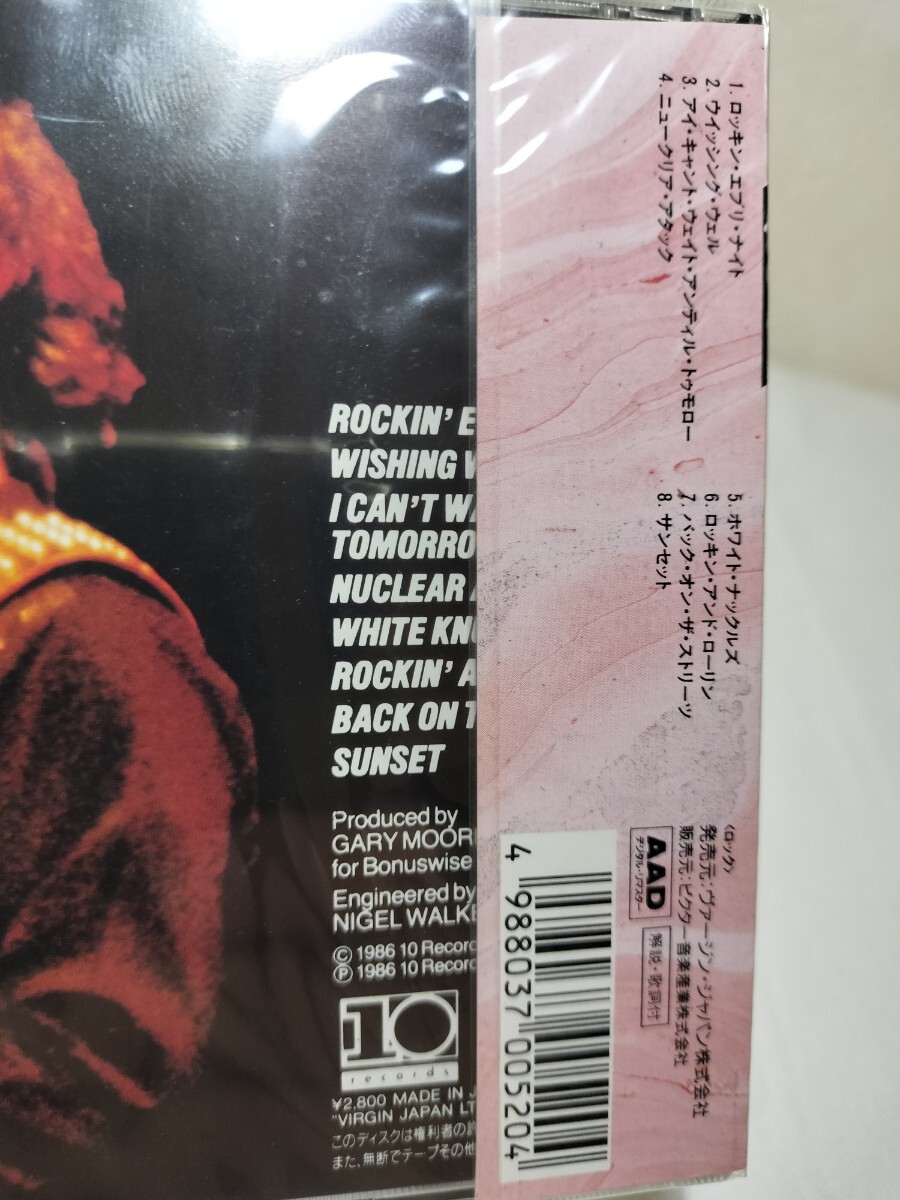 ROCKIN' E
WISHING W
I CAN'T WA
TOMORRO
NUCLEAR A
WHITE KNU
ROCKIN' A
BACK ON T
SUNSET
Produced by
GARY MOOR
for Bonuswise
Engineered by
NIGEL WALKE
© 1986 10 Record
℗ 1986 10 Record
10
records
¥2,800 MADE IN J
"VIRGIN JAPAN LT
このディスクは権利者の許
また、無断でテープその他
1. ロッキン・エブリ・ナイト
2. ウイッシング・ウェル
3. アイ・キャント・ウェイト・アンティル・トゥモロー
4. ニュークリア・アタック
5. ホワイト・ナックルズ
6. ロッキン・アンド・ローリン
7. バック・オン・ザ・ストリーツ
8. サンセット
〈ロック〉
発売元:ヴァージン・ジャパン株式会社
販売元:ビクター音楽産業株式会社
AAD
デジタル・リマスター
解説・歌詞付
4 988037 005204